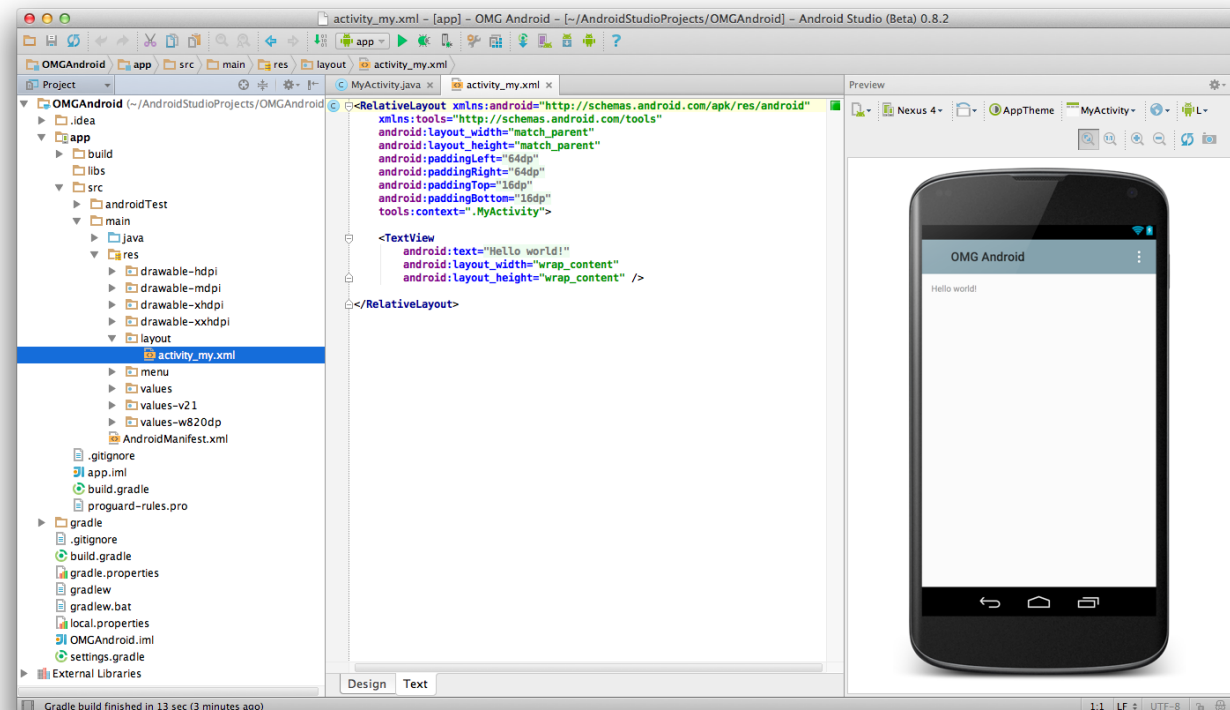 activity_my.xml – [app] – OMG Android – [~/AndroidStudioProjects/OMGAndroid] – Android Studio (Beta) 0.8.2
app
?
OMGAndroid app src main res layout activity_my.xml
Project
MyActivity.java × activity_my.xml ×
Preview
OMGAndroid (~/AndroidStudioProjects/OMGAndroid
.idea
app
build
libs
src
androidTest
main
java
res
drawable-hdpi
drawable-mdpi
drawable-xhdpi
drawable-xxhdpi
layout
activity_my.xml
menu
values
values-v21
values-w820dp
AndroidManifest.xml
.gitignore
app.iml
build.gradle
proguard-rules.pro
gradle
.gitignore
build.gradle
gradle.properties
gradlew
gradlew.bat
local.properties
OMGAndroid.iml
settings.gradle
External Libraries
<RelativeLayout xmlns:android="http://schemas.android.com/apk/res/android"
xmlns:tools="http://schemas.android.com/tools"
android:layout_width="match_parent"
android:layout_height="match_parent"
android:paddingLeft="64dp"
android:paddingRight="64dp"
android:paddingTop="16dp"
android:paddingBottom="16dp"
tools:context=".MyActivity">
<TextView
android:text="Hello world!"
android:layout_width="wrap_content"
android:layout_height="wrap_content" />
</RelativeLayout>
Design Text
Nexus 4 AppTheme MyActivity L
1:1
OMG Android
Hello world!
Gradle build finished in 13 sec (3 minutes ago)
1:1 LF UTF-8